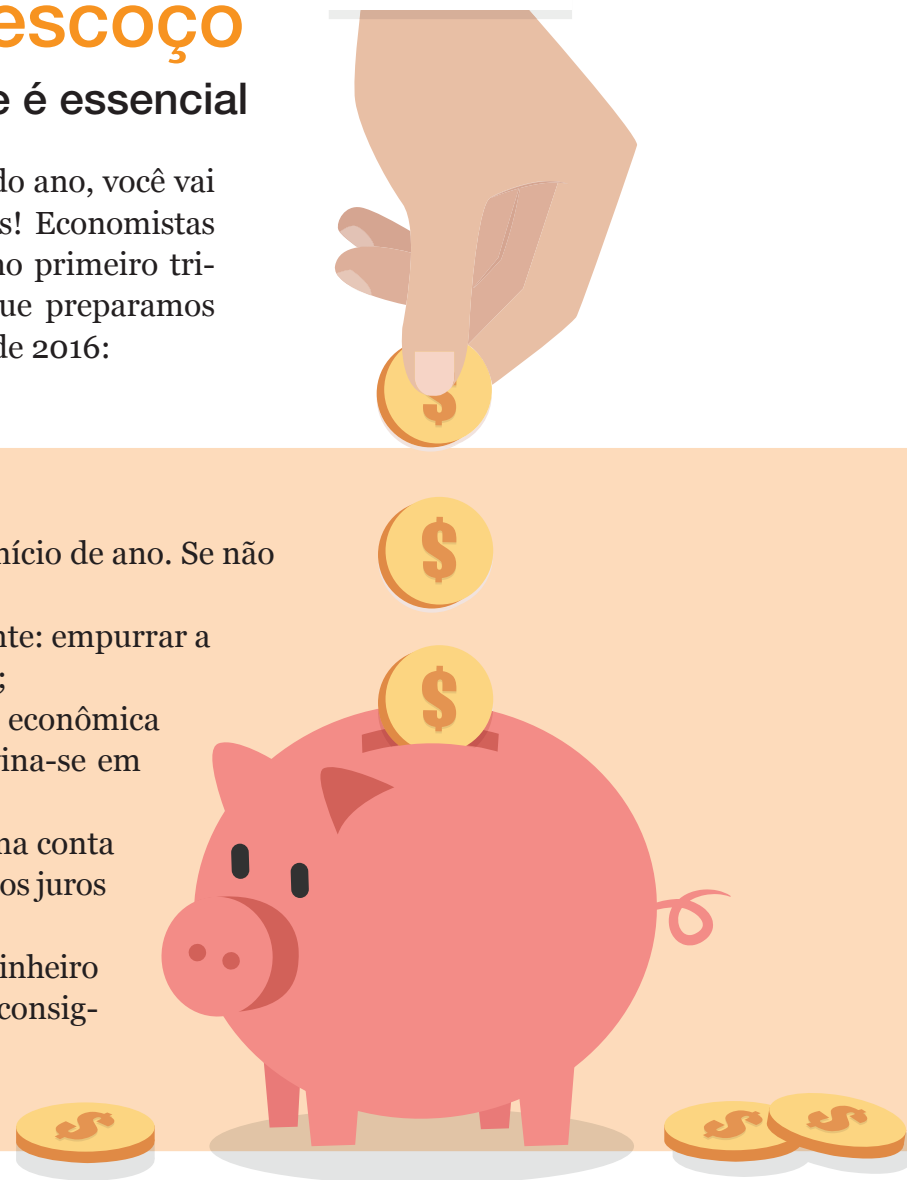 escoço
e é essencial
do ano, você vai
s! Economistas
no primeiro tri-
que preparamos
de 2016:
$
$
nício de ano. Se não
nte: empurrar a
;
$
econômica
ina-se em
na conta
os juros
inheiro
consig-
$
$
$